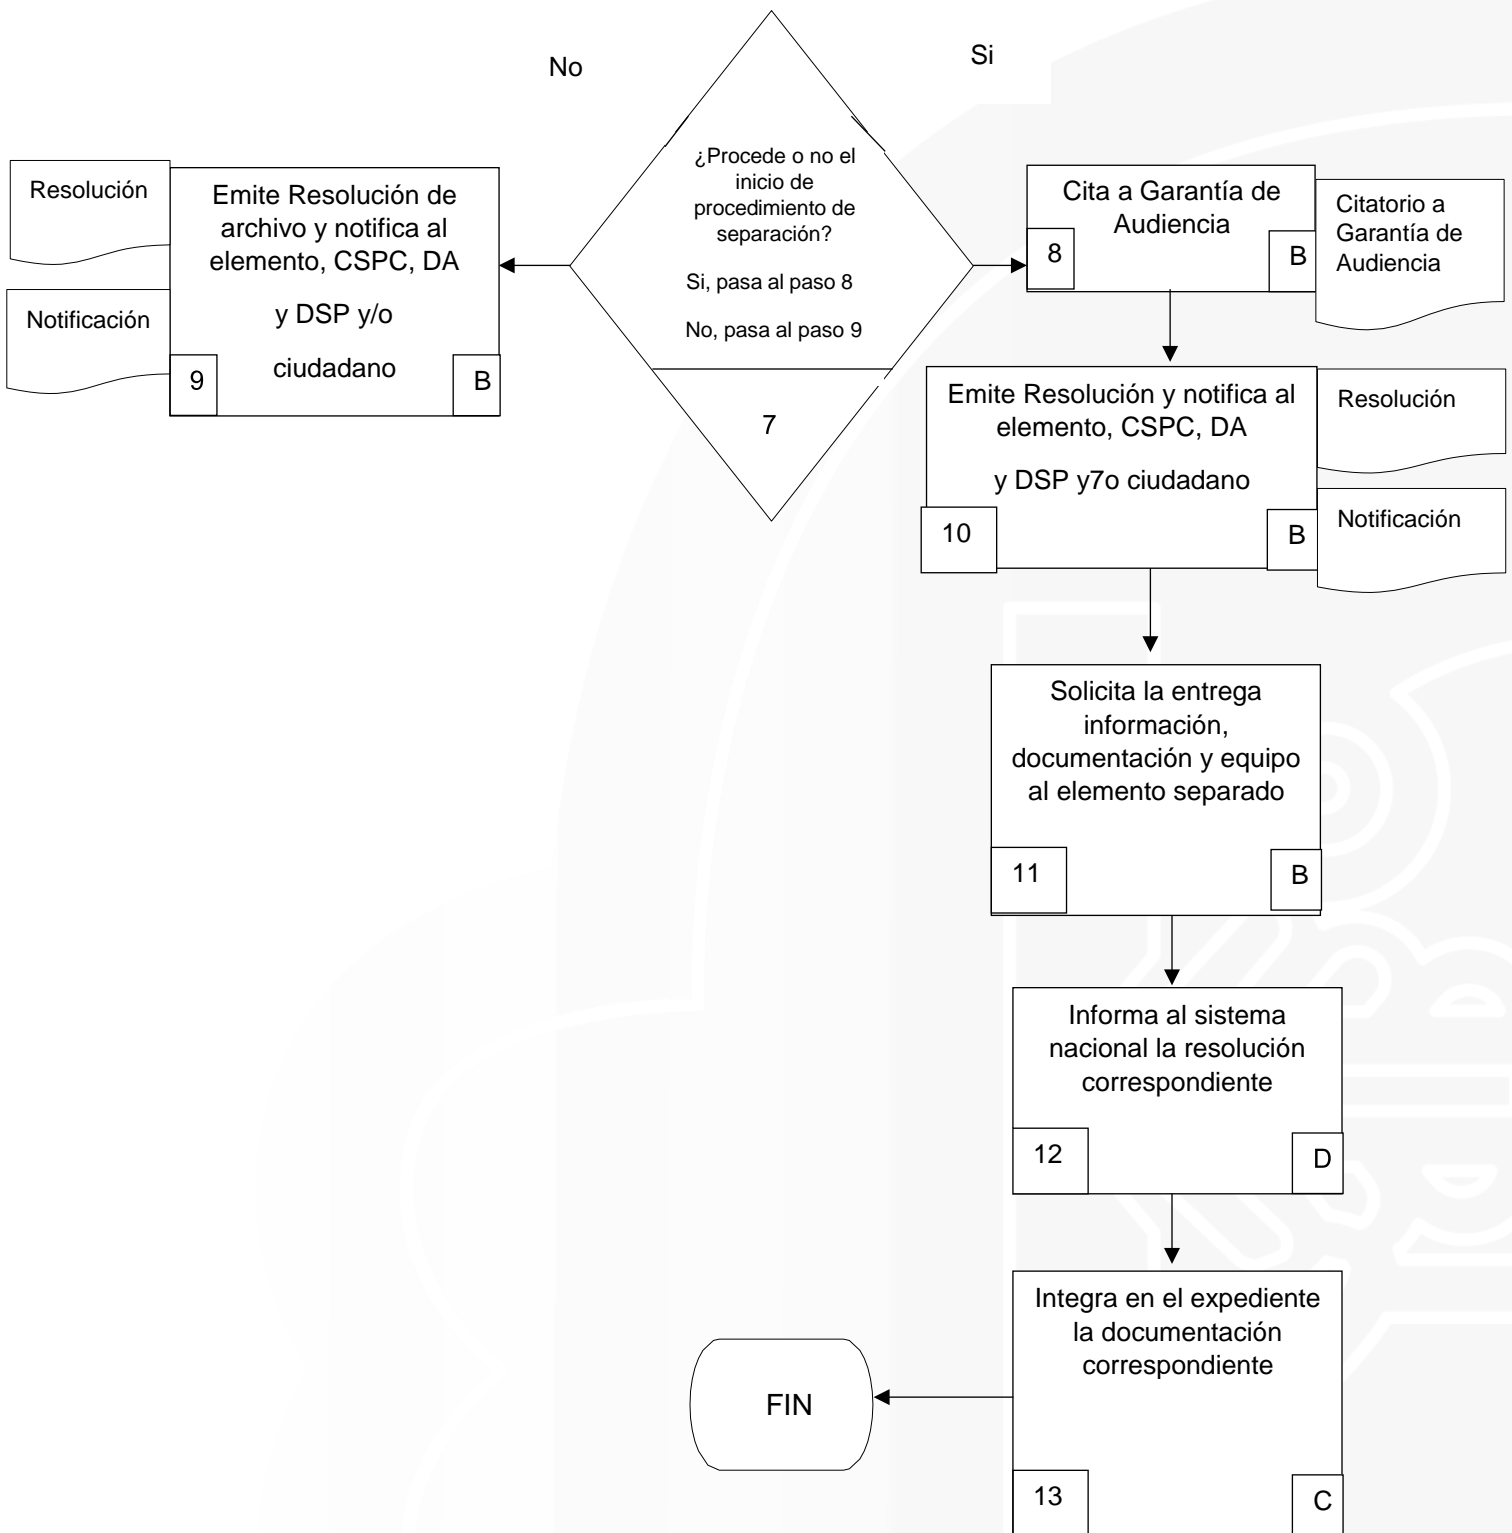 No
Si
¿Procede o no el
inicio de
procedimiento de
separación?
Si, pasa al paso 8
No, pasa al paso 9
7
Resolución
Notificación
Emite Resolución de
archivo y notifica al
elemento, CSPC, DA
y DSP y/o
ciudadano
9
B
Cita a Garantía de
Audiencia
8
B
Citatorio a
Garantía de
Audiencia
Emite Resolución y notifica al
elemento, CSPC, DA
y DSP y7o ciudadano
10
B
Resolución
Notificación
Solicita la entrega
información,
documentación y equipo
al elemento separado
11
B
Informa al sistema
nacional la resolución
correspondiente
12
D
Integra en el expediente
la documentación
correspondiente
13
C
FIN